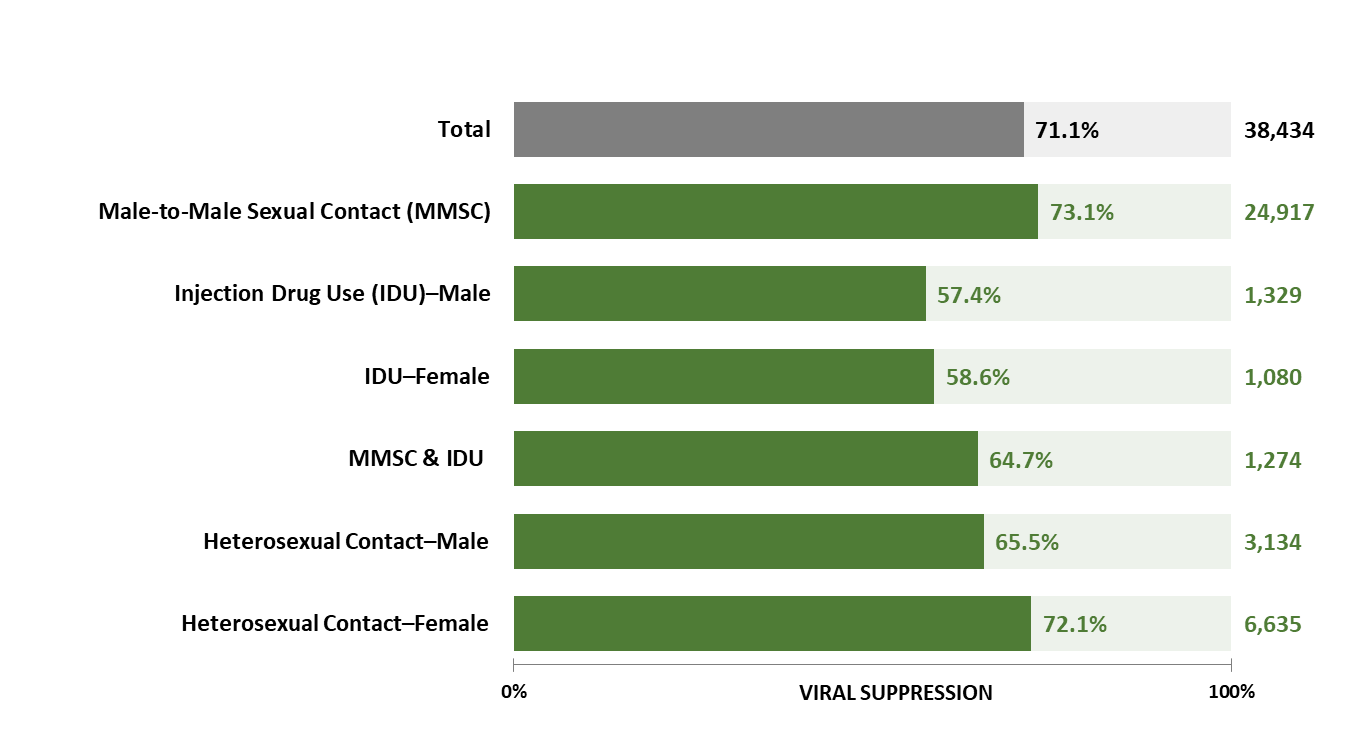 Total 71.1% 38,434
Male-to-Male Sexual Contact (MMSC) 73.1% 24,917
Injection Drug Use (IDU)–Male 57.4% 1,329
IDU–Female 58.6% 1,080
MMSC & IDU 64.7% 1,274
Heterosexual Contact–Male 65.5% 3,134
Heterosexual Contact–Female 72.1% 6,635
0% VIRAL SUPPRESSION 100%